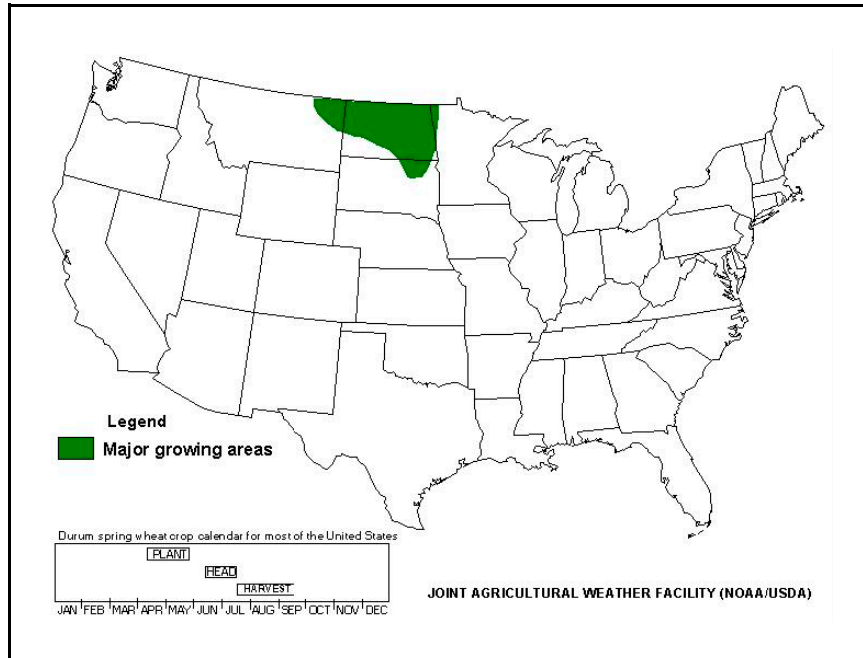 Legend
Major growing areas
Durum spring wheat crop calendar for most of the United States
PLANT
HEAD
HARVEST
JAN FEB MAR APR MAY JUN JUL AUG SEP OCT NOV DEC
JOINT AGRICULTURAL WEATHER FACILITY (NOAA/USDA)